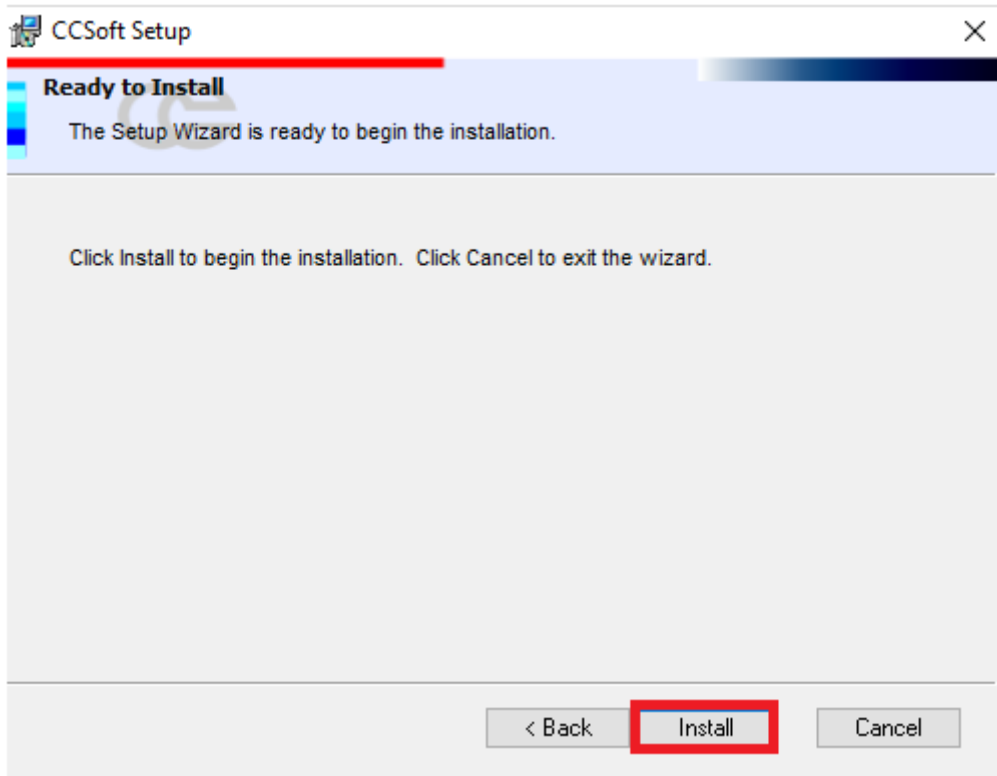 CCSoft Setup
Ready to Install
The Setup Wizard is ready to begin the installation.
Click Install to begin the installation.  Click Cancel to exit the wizard.
< Back
Install
Cancel